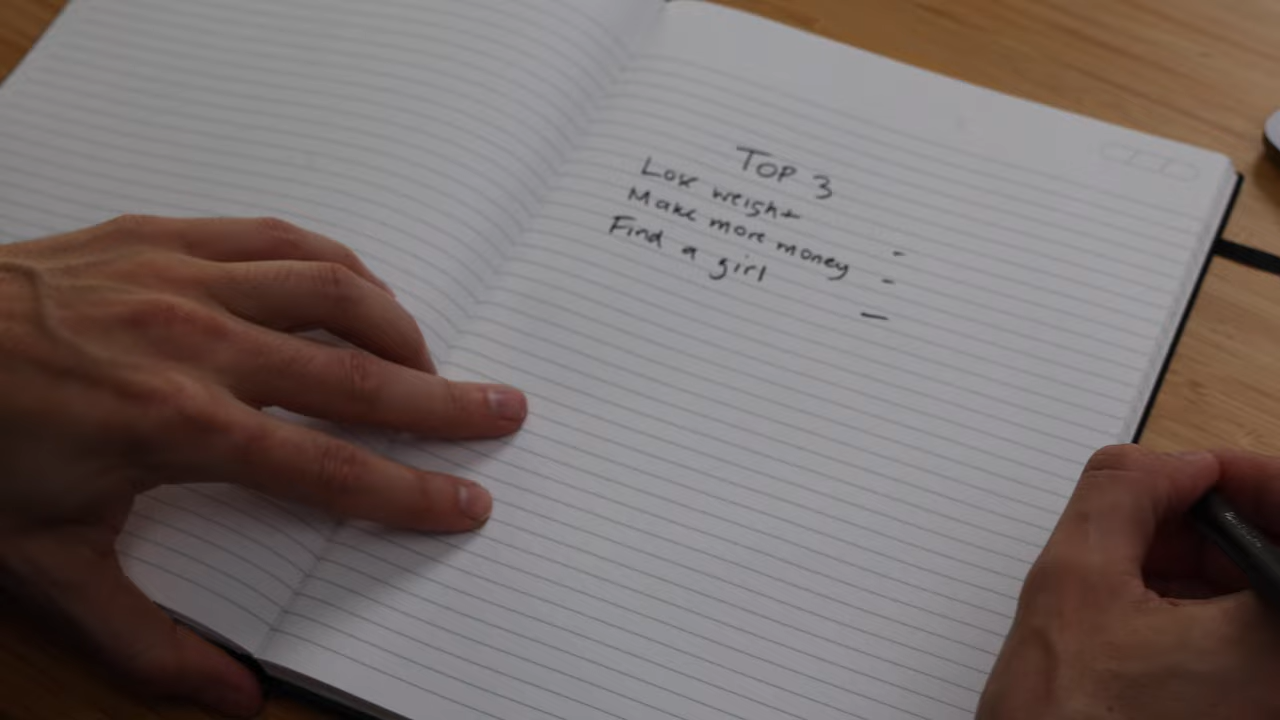 TOP 3
Lose weight
Make more money -
Find a girl -
—